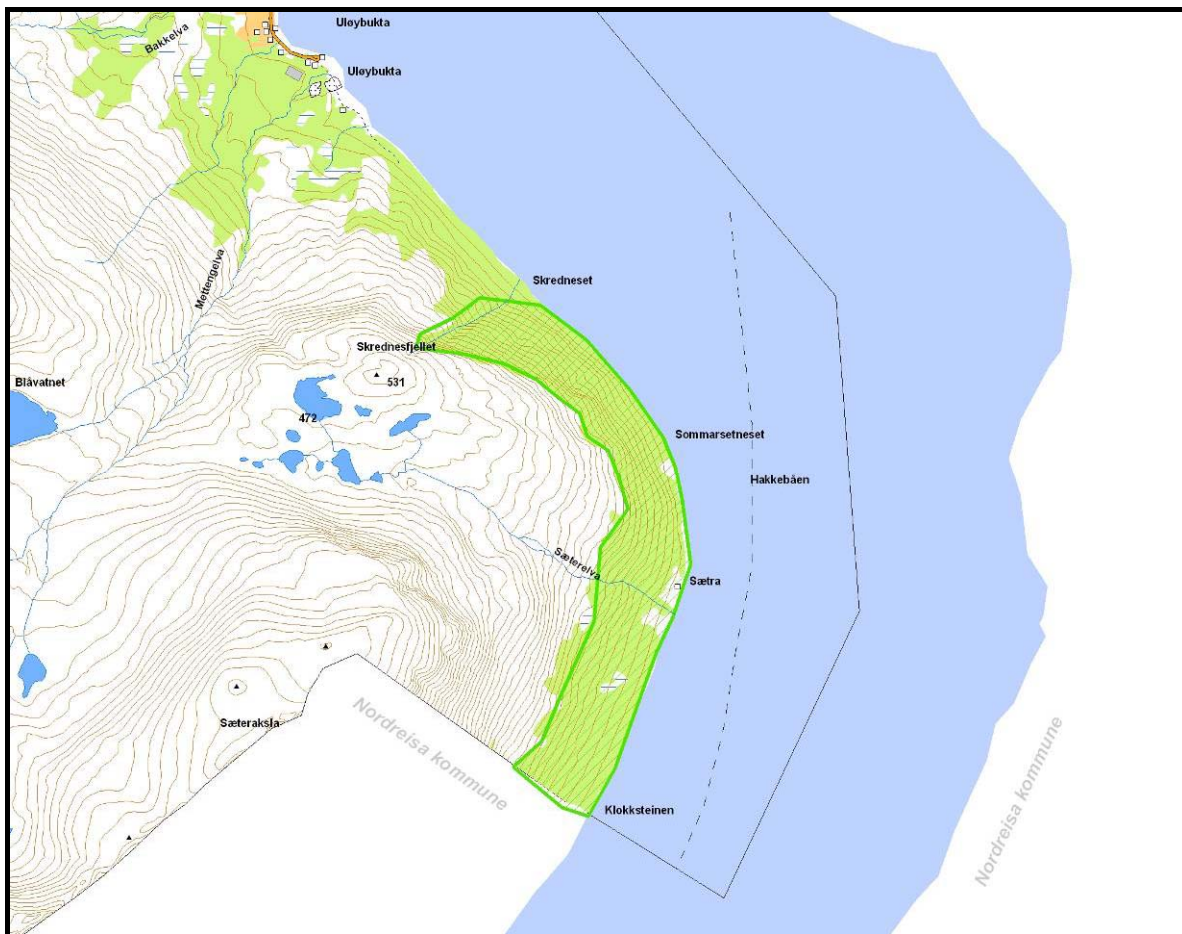 Uløybukta
Bakkelva
Uløybukta
Mettengelva
Skredneset
Skrednesfjellet
Blåvatnet
531
472
Sommarsetneset
Hakkebåen
Sæterelva
Sætra
Sæteraksla
Nordreisa kommune
Klokksteinen
Nordreisa kommune